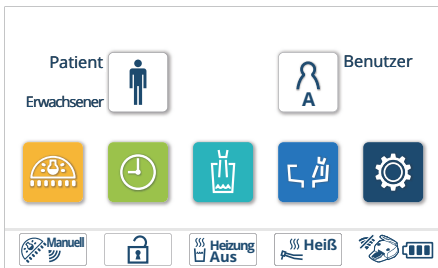 Patient
Benutzer
Erwachsener
A
Manuell
Heizung
Aus
Heiß